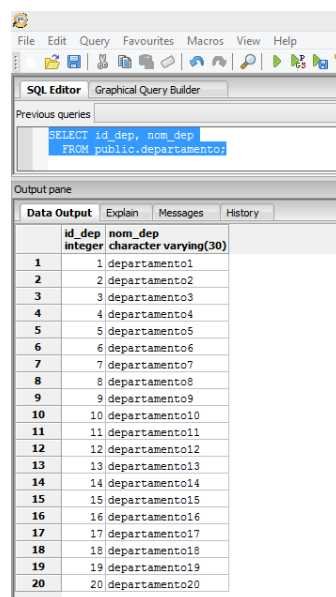 File Edit Query Favourites Macros View Help
SQL Editor Graphical Query Builder
Previous queries
SELECT id_dep, nom_dep
FROM public.departamento;
Output pane
Data Output Explain Messages History
id_dep nom_dep
integer character varying(30)
1 1 departamento1
2 2 departamento2
3 3 departamento3
4 4 departamento4
5 5 departamento5
6 6 departamento6
7 7 departamento7
8 8 departamento8
9 9 departamento9
10 10 departamento10
11 11 departamento11
12 12 departamento12
13 13 departamento13
14 14 departamento14
15 15 departamento15
16 16 departamento16
17 17 departamento17
18 18 departamento18
19 19 departamento19
20 20 departamento20